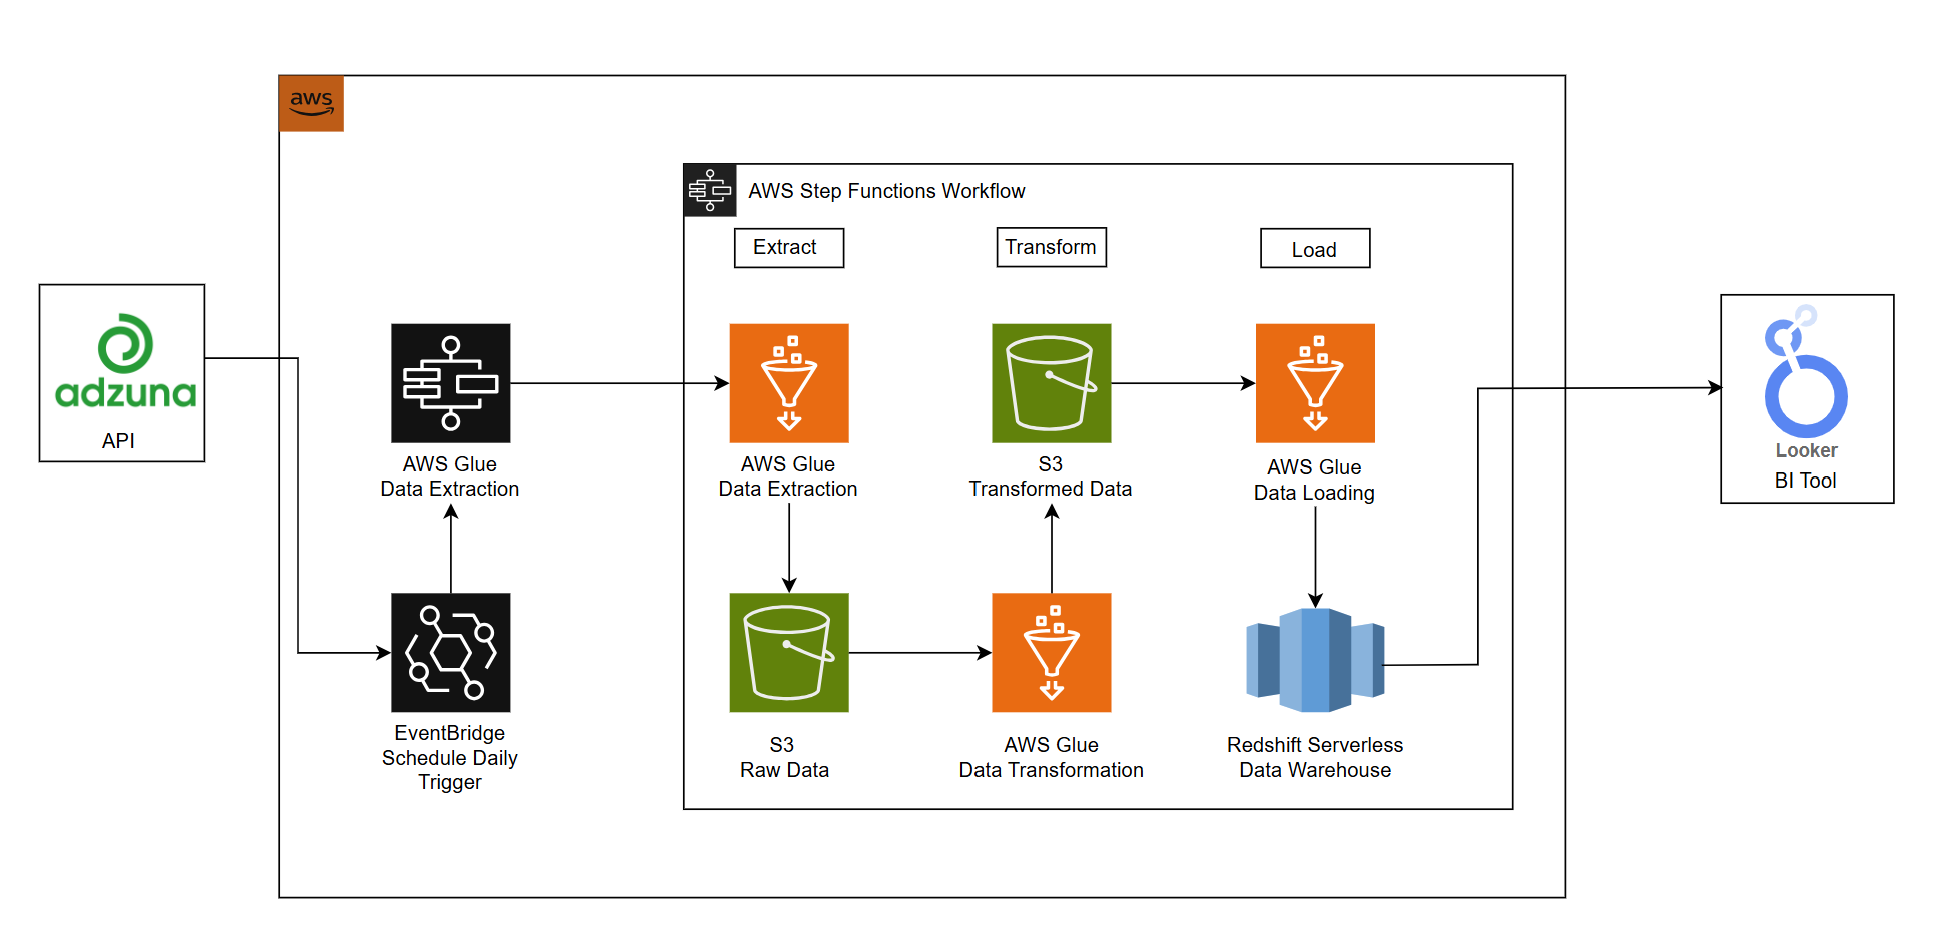 aws
AWS Step Functions Workflow
Extract
Transform
Load
adzuna
API
AWS Glue
Data Extraction
AWS Glue
Data Extraction
S3
Transformed Data
AWS Glue
Data Loading
Looker
BI Tool
EventBridge
Schedule Daily
Trigger
S3
Raw Data
AWS Glue
Data Transformation
Redshift Serverless
Data Warehouse